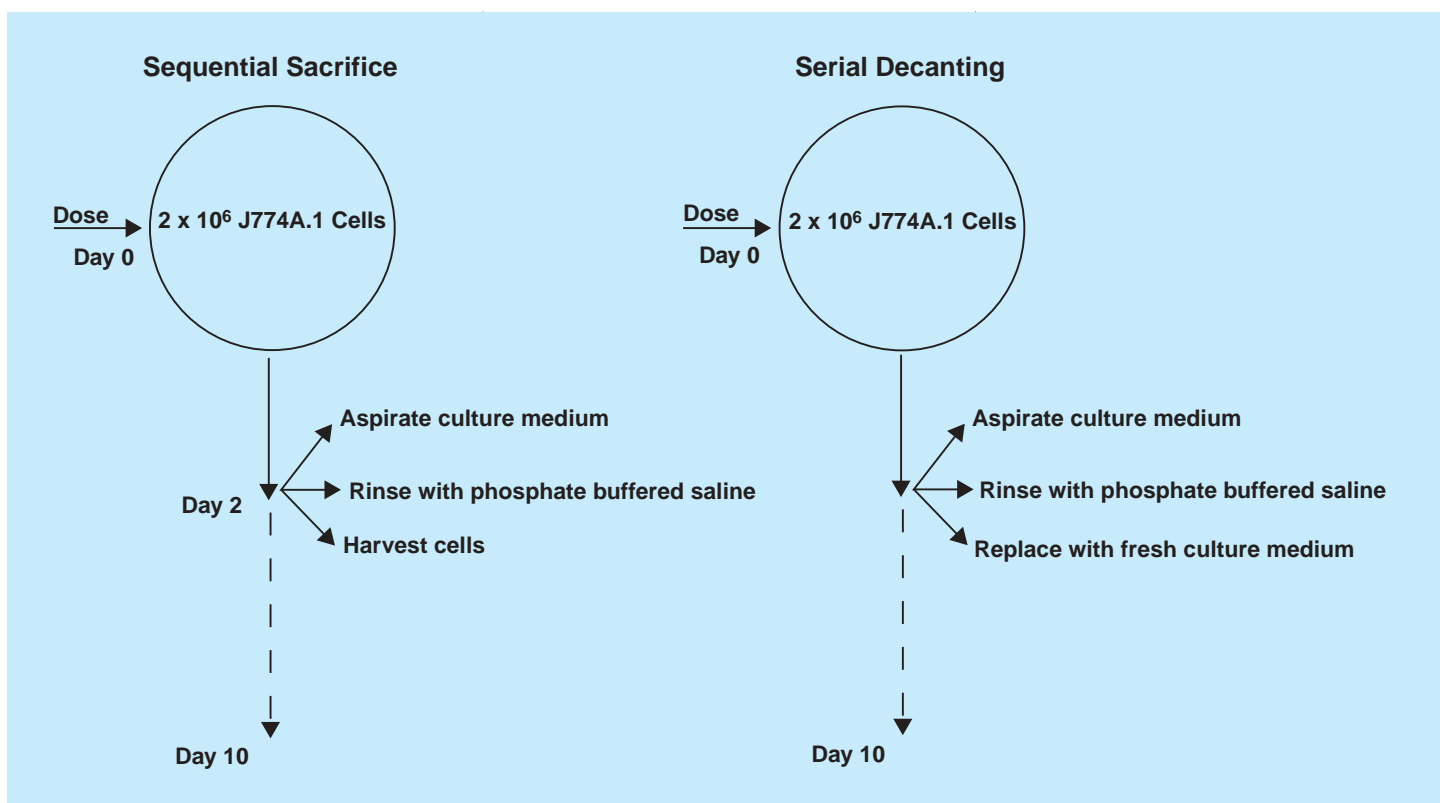 Sequential Sacrifice
Dose
Day 0
2 x 10⁶ J774A.1 Cells
Day 2
Aspirate culture medium
Rinse with phosphate buffered saline
Harvest cells
Day 10
Serial Decanting
Dose
Day 0
2 x 10⁶ J774A.1 Cells
Aspirate culture medium
Rinse with phosphate buffered saline
Replace with fresh culture medium
Day 10